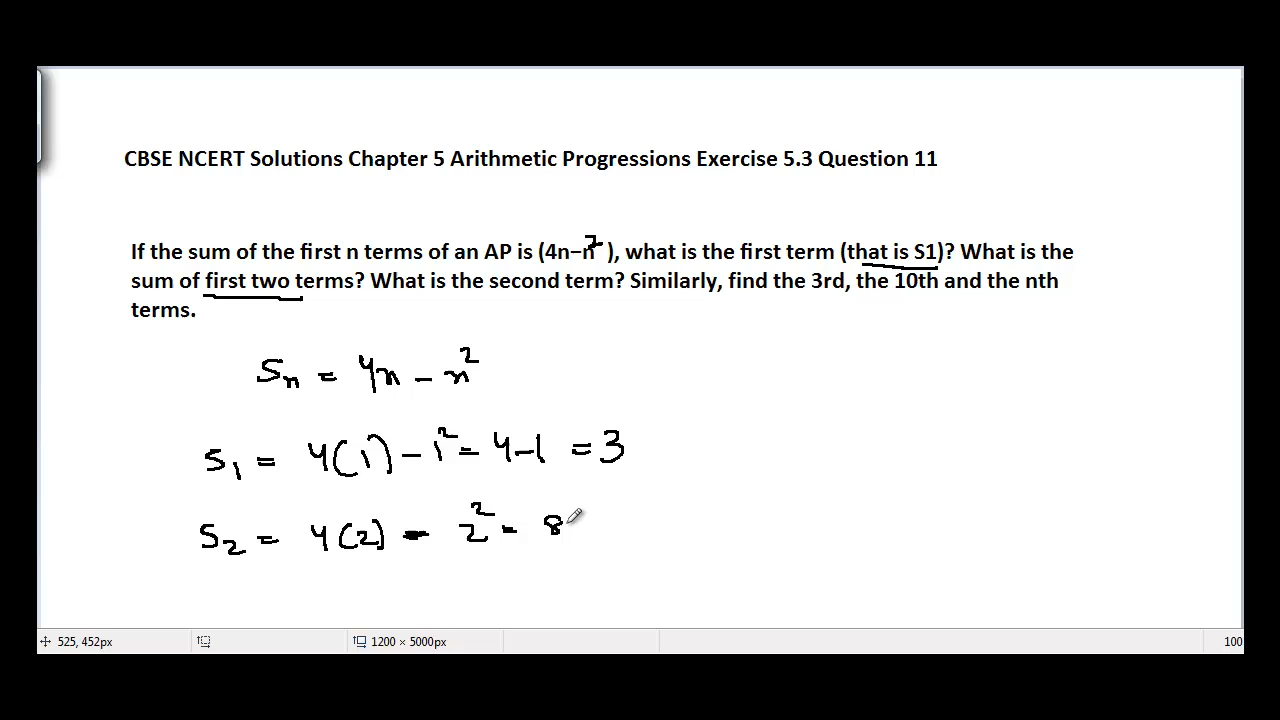 CBSE NCERT Solutions Chapter 5 Arithmetic Progressions Exercise 5.3 Question 11
If the sum of the first n terms of an AP is (4n−n²), what is the first term (that is S1)? What is the
sum of first two terms? What is the second term? Similarly, find the 3rd, the 10th and the nth
terms.
Sₙ = 4n − n²
S₁ = 4(1) − 1² = 4−1 = 3
S₂ = 4(2) − 2² = 8
525, 452px 1200 × 5000px 100